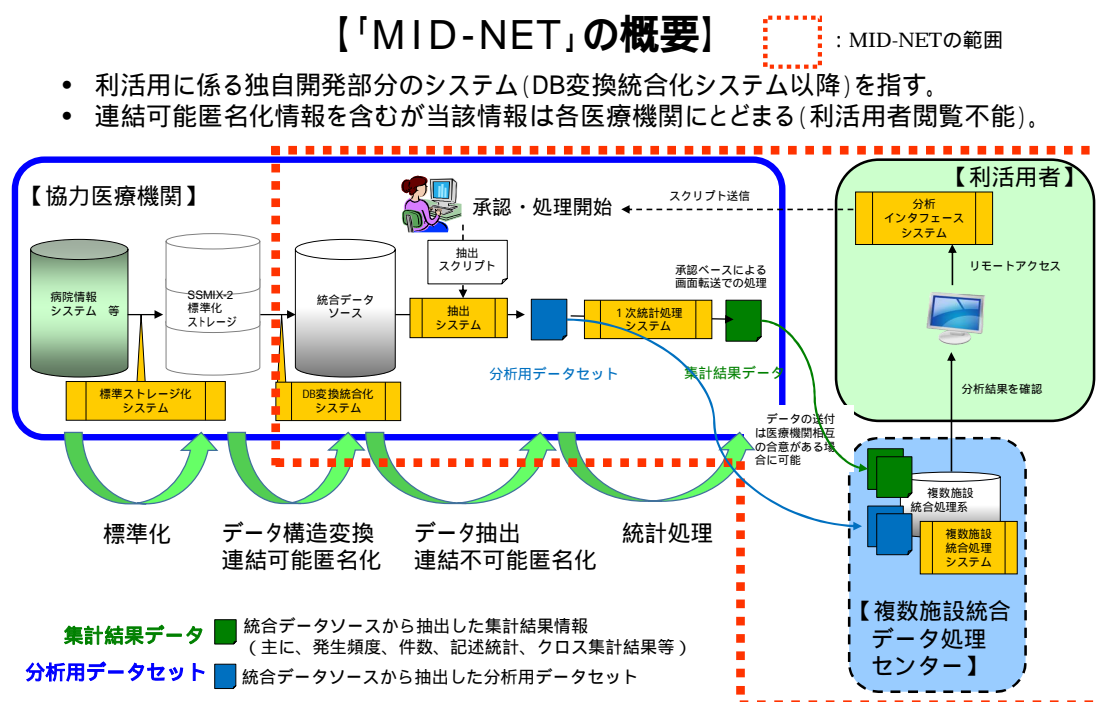 【「MID-NET」の概要】
：MID-NETの範囲
• 利活用に係る独自開発部分のシステム（DB変換統合化システム以降）を指す。
• 連結可能匿名化情報を含むが当該情報は各医療機関にとどまる（利活用者閲覧不能）。
【協力医療機関】
承認・処理開始
スクリプト送信
【利活用者】
分析
インタフェース
システム
リモートアクセス
分析結果を確認
病院情報
システム　等
SSMIX-2
標準化
ストレージ
統合データ
ソース
抽出
スクリプト
抽出
システム
承認ベースによる
画面転送での処理
１次統計処理
システム
分析用データセット
集計結果データ
標準ストレージ化
システム
DB変換統合化
システム
データの送付
は医療機関相互
の合意がある場
合に可能
標準化
データ構造変換
連結可能匿名化
データ抽出
連結不可能匿名化
統計処理
複数施設
統合処理系
複数施設
統合処理
システム
【複数施設統合
データ処理
センター】
集計結果データ
統合データソースから抽出した集計結果情報
（主に、発生頻度、件数、記述統計、クロス集計結果等）
分析用データセット
統合データソースから抽出した分析用データセット